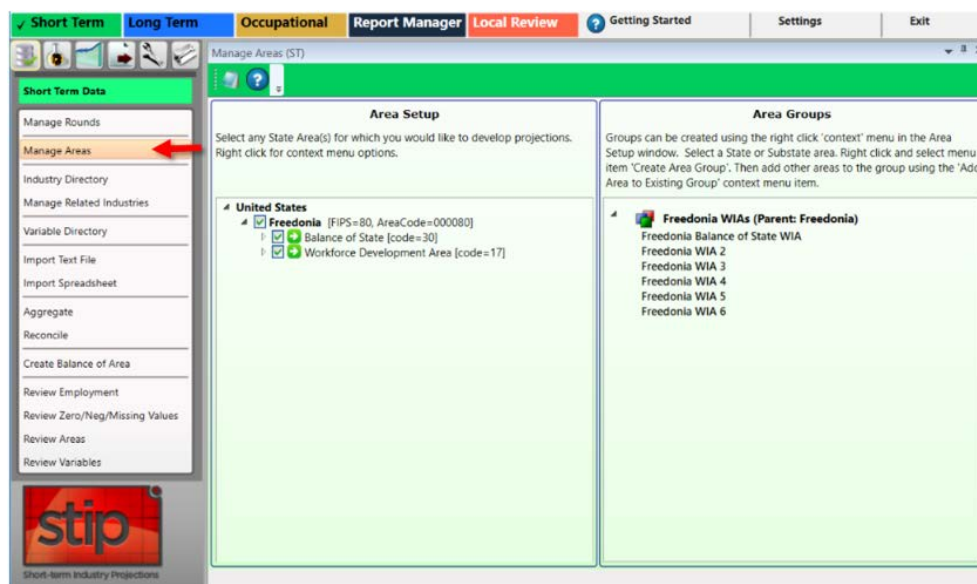 ✓ Short Term Long Term Occupational Report Manager Local Review ? Getting Started Settings Exit
Manage Areas (ST)
?
Short Term Data
Manage Rounds
Manage Areas
Industry Directory
Manage Related Industries
Variable Directory
Import Text File
Import Spreadsheet
Aggregate
Reconcile
Create Balance of Area
Review Employment
Review Zero/Neg/Missing Values
Review Areas
Review Variables
stip
Short-term Industry Projections
Area Setup
Select any State Area(s) for which you would like to develop projections.
Right click for context menu options.
United States
Freedonia [FIPS=80, AreaCode=000080]
Balance of State [code=30]
Workforce Development Area [code=17]
Area Groups
Groups can be created using the right click 'context' menu in the Area
Setup window. Select a State or Substate area. Right click and select menu
item 'Create Area Group'. Then add other areas to the group using the 'Add
Area to Existing Group' context menu item.
Freedonia WIAs (Parent: Freedonia)
Freedonia Balance of State WIA
Freedonia WIA 2
Freedonia WIA 3
Freedonia WIA 4
Freedonia WIA 5
Freedonia WIA 6